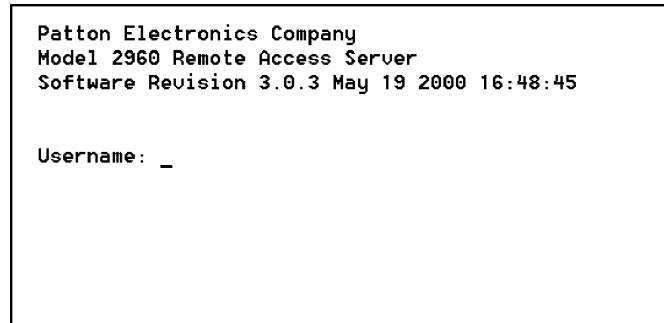 Patton Electronics Company
Model 2960 Remote Access Server
Software Revision 3.0.3 May 19 2000 16:48:45
Username: _